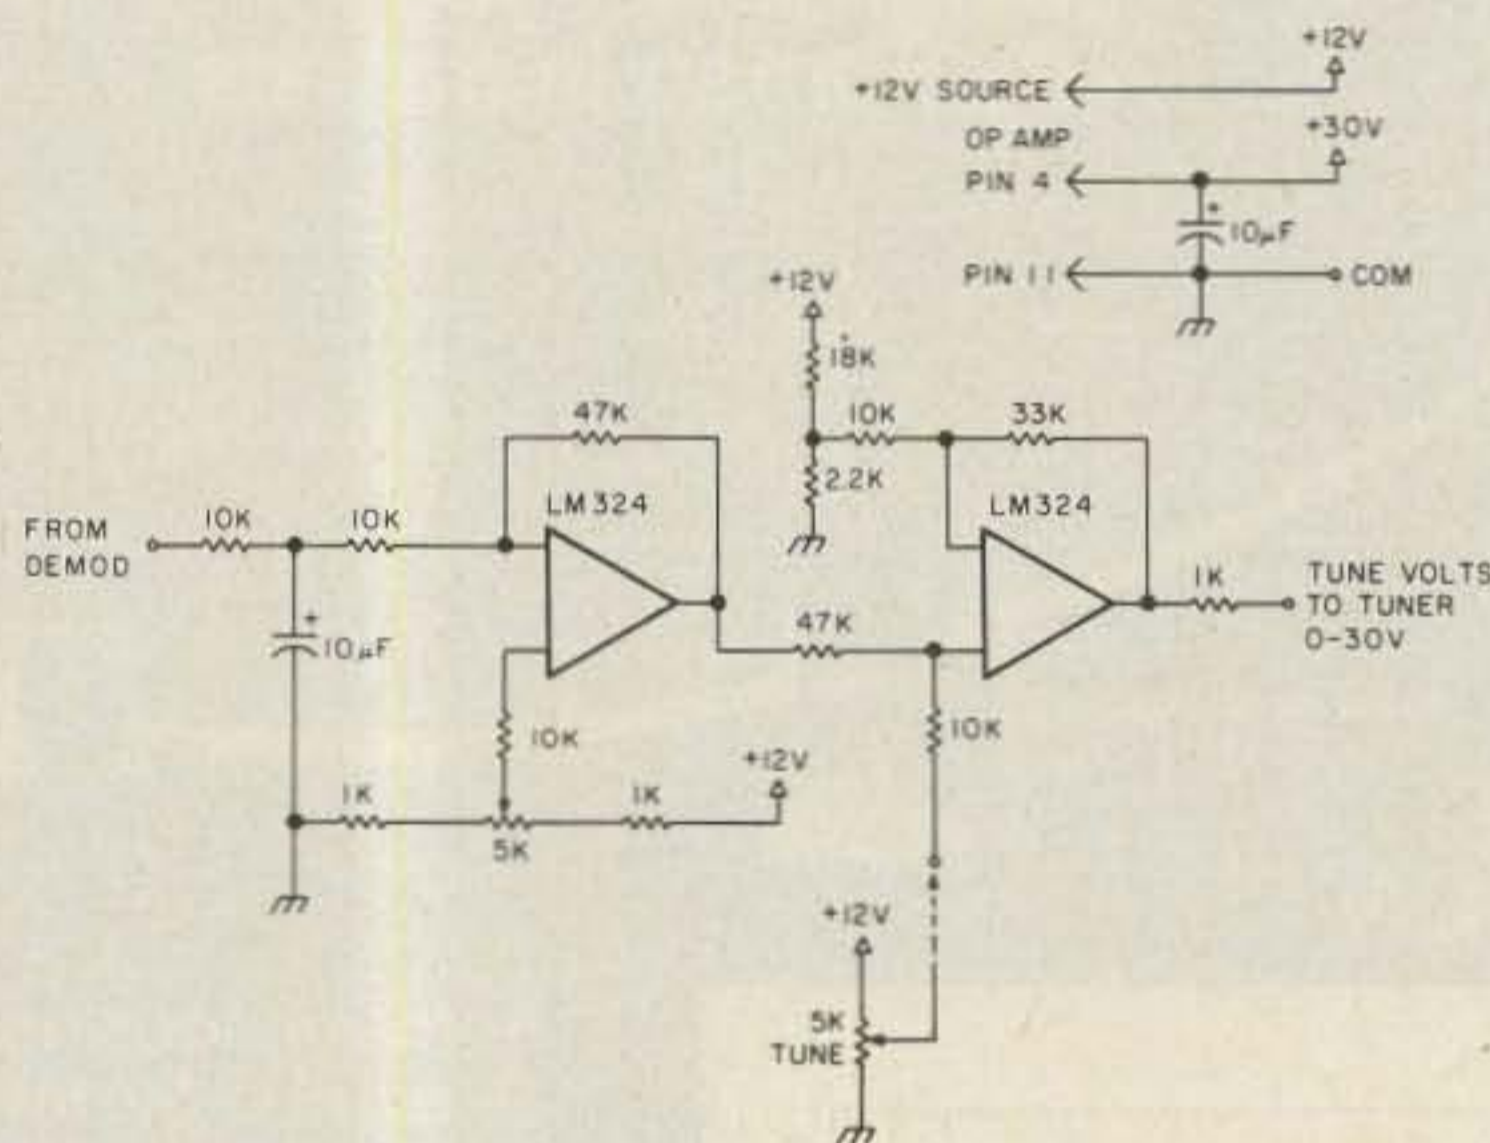 +12V
+12V SOURCE
OP AMP
+30V
PIN 4
10µF
PIN 11
COM
+12V
18K
47K
10K
33K
2.2K
LM324
LM324
FROM
DEMOD
10K
10K
1K
TUNE VOLTS
TO TUNER
0-30V
47K
+
10µF
10K
10K
+12V
1K
1K
5K
+12V
5K
TUNE